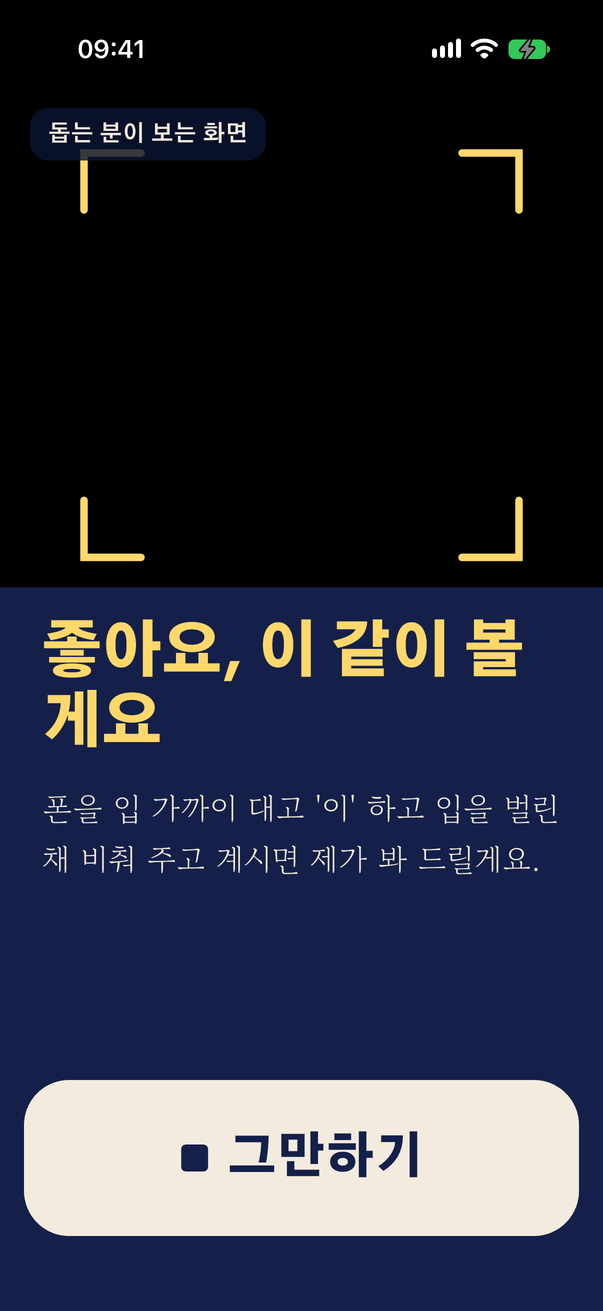 09:41
돕는 분이 보는 화면
좋아요, 이 같이 볼
게요
폰을 입 가까이 대고 '이' 하고 입을 벌린
채 비춰 주고 계시면 제가 봐 드릴게요.
그만하기